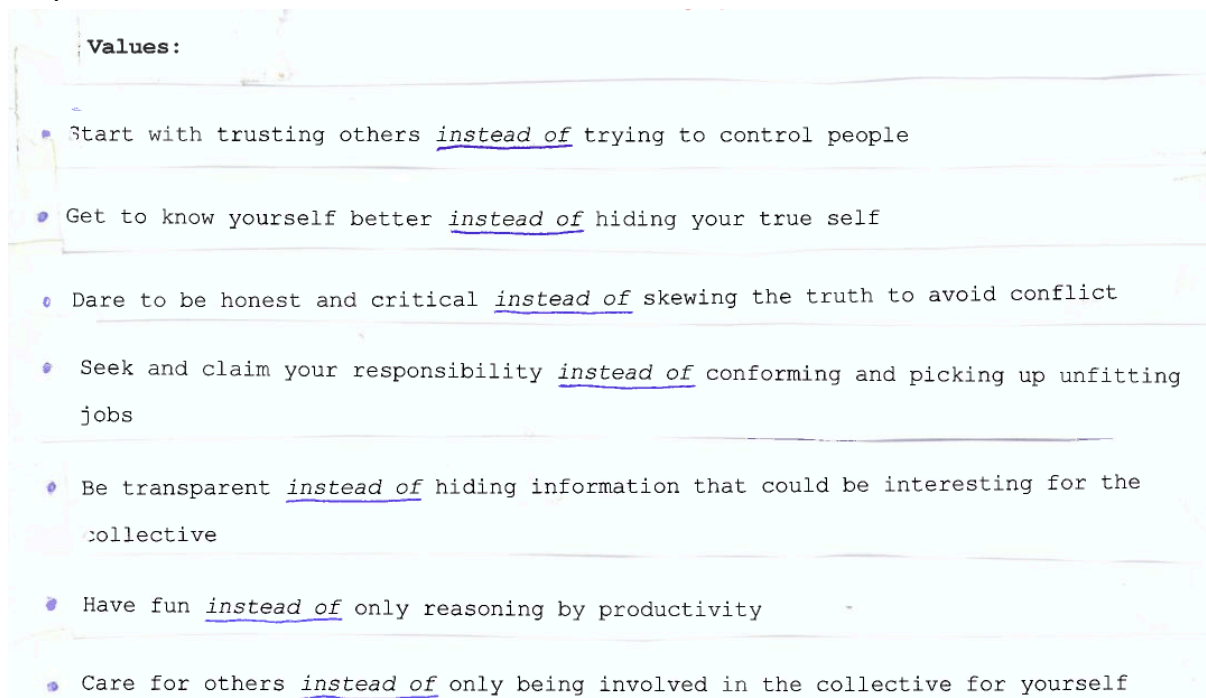 Values:
Start with trusting others instead of trying to control people
Get to know yourself better instead of hiding your true self
Dare to be honest and critical instead of skewing the truth to avoid conflict
Seek and claim your responsibility instead of conforming and picking up unfitting
jobs
Be transparent instead of hiding information that could be interesting for the
collective
Have fun instead of only reasoning by productivity
Care for others instead of only being involved in the collective for yourself